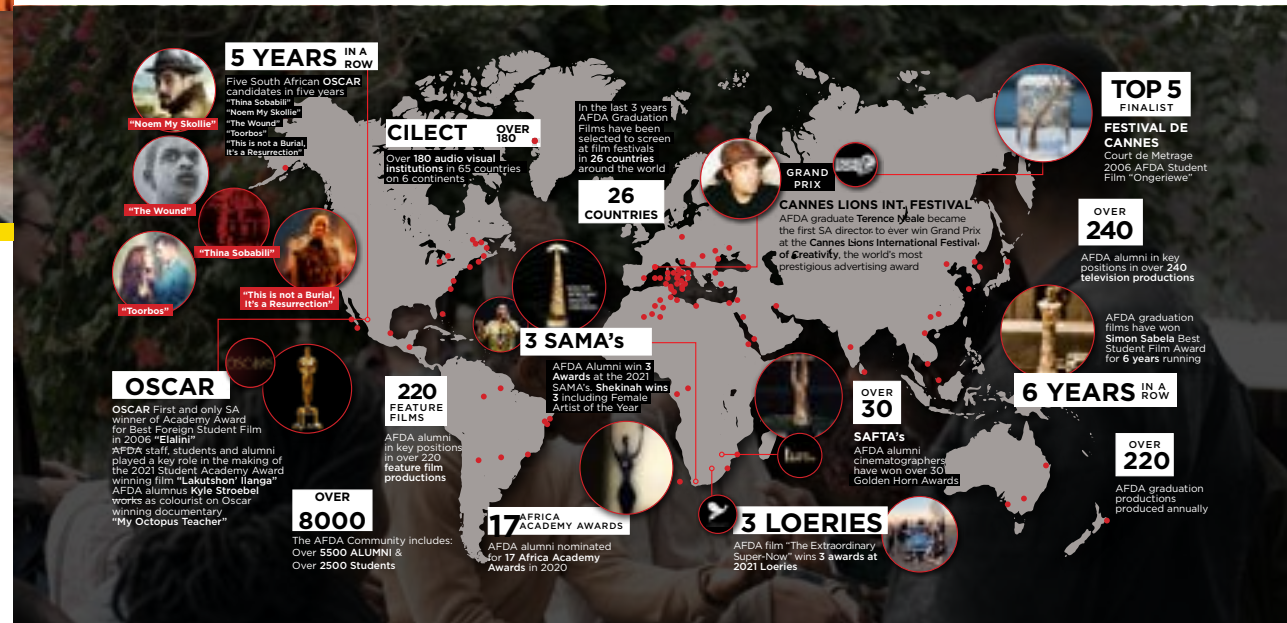 5 YEARS IN A ROW
Five South African OSCAR
candidates in five years
"Thina Sobabili"
"Noem My Skollie"
"The Wound"
"Toorbos"
"This is not a Burial,
It's a Resurrection"
"Noem My Skollie"
"The Wound"
"Thina Sobabili"
"Toorbos"
"This is not a Burial,
It's a Resurrection"
CILECT OVER 180
Over 180 audio visual
institutions in 65 countries
on 6 continents
In the last 3 years
AFDA Graduation
Films have been
selected to screen
at film festivals
in 26 countries
around the world
26
COUNTRIES
GRAND
PRIX
CANNES LIONS INT. FESTIVAL
AFDA graduate Terence Neale became
the first SA director to ever win Grand Prix
at the Cannes Lions International Festival
of Creativity, the world's most
prestigious advertising award
TOP 5
FINALIST
FESTIVAL DE
CANNES
Court de Metrage
2006 AFDA Student
Film "Ongeriewe"
OVER
240
AFDA alumni in key
positions in over 240
television productions
AFDA graduation
films have won
Simon Sabela Best
Student Film Award
for 6 years running
6 YEARS IN A ROW
OVER
220
AFDA graduation
productions
produced annually
OSCARS
OSCAR
OSCAR First and only SA
winner of Academy Award
for Best Foreign Student Film
in 2006 "Elalini"
AFDA staff, students and alumni
played a key role in the making of
the 2021 Student Academy Award
winning film "Lakutshon' Ilanga"
AFDA alumnus Kyle Stroebel
works as colourist on Oscar
winning documentary
"My Octopus Teacher"
OVER
8000
The AFDA Community includes:
Over 5500 ALUMNI &
Over 2500 Students
220
FEATURE
FILMS
AFDA alumni
in key positions
in over 220
feature film
productions
3 SAMA's
AFDA Alumni win 3
Awards at the 2021
SAMA's. Shekinah wins
3 including Female
Artist of the Year
17 AFRICA
ACADEMY AWARDS
AFDA alumni nominated
for 17 Africa Academy
Awards in 2020
OVER
30
SAFTA's
AFDA alumni
cinematographers
have won over 30
Golden Horn Awards
3 LOERIES
AFDA film "The Extraordinary
Super-Now" wins 3 awards at
2021 Loeries